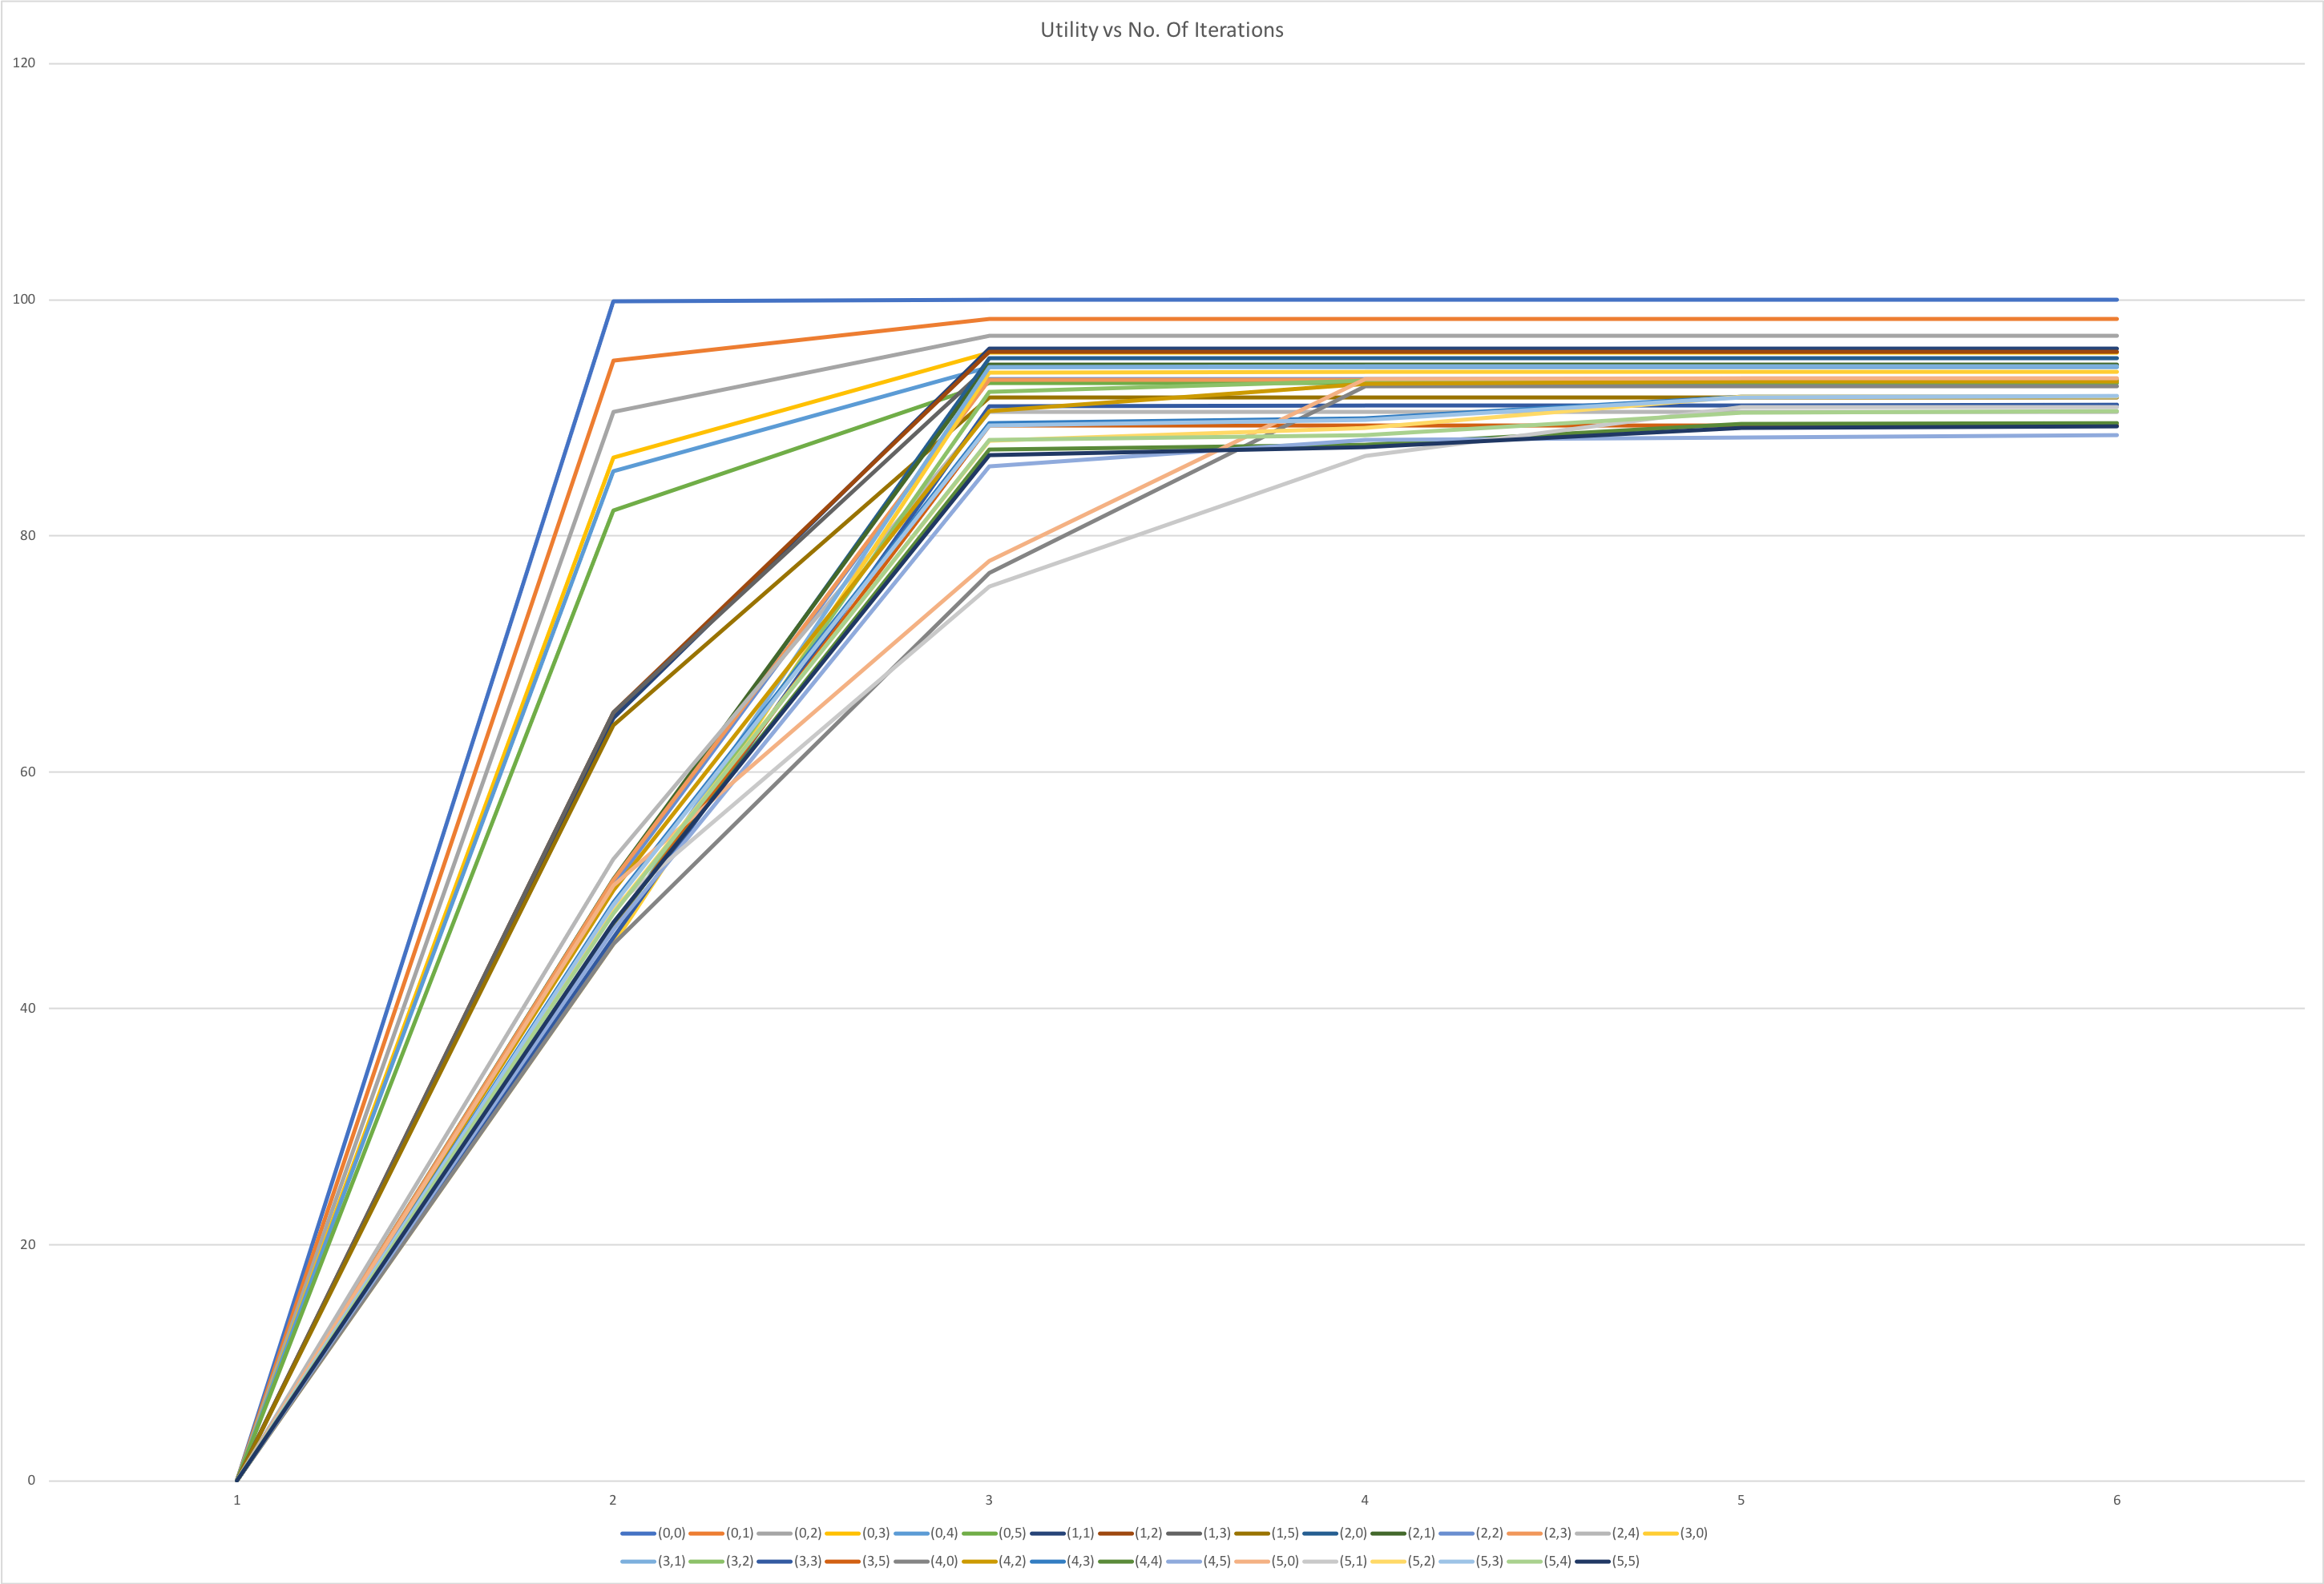 Utility vs No. Of Iterations
120
100
80
60
40
20
0
1 2 3 4 5 6
(0,0) (0,1) (0,2) (0,3) (0,4) (0,5) (1,1) (1,2) (1,3) (1,5) (2,0) (2,1) (2,2) (2,3) (2,4) (3,0)
(3,1) (3,2) (3,3) (3,5) (4,0) (4,2) (4,3) (4,4) (4,5) (5,0) (5,1) (5,2) (5,3) (5,4) (5,5)